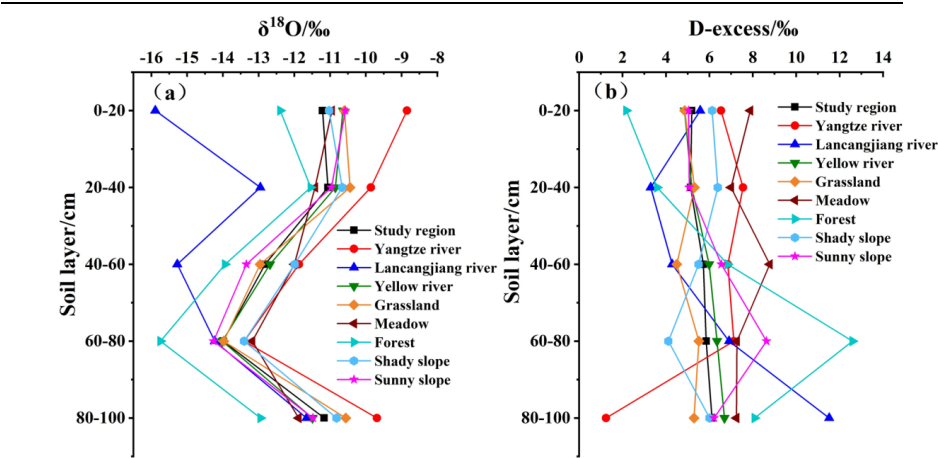 δ¹⁸O/‰
-16 -15 -14 -13 -12 -11 -10 -9 -8
（a）
0-20
20-40
40-60
60-80
80-100
Soil layer/cm
Study region
Yangtze river
Lancangjiang river
Yellow river
Grassland
Meadow
Forest
Shady slope
Sunny slope
D-excess/‰
0 2 4 6 8 10 12 14
（b）
0-20
20-40
40-60
60-80
80-100
Soil layer/cm
Study region
Yangtze river
Lancangjiang river
Yellow river
Grassland
Meadow
Forest
Shady slope
Sunny slope